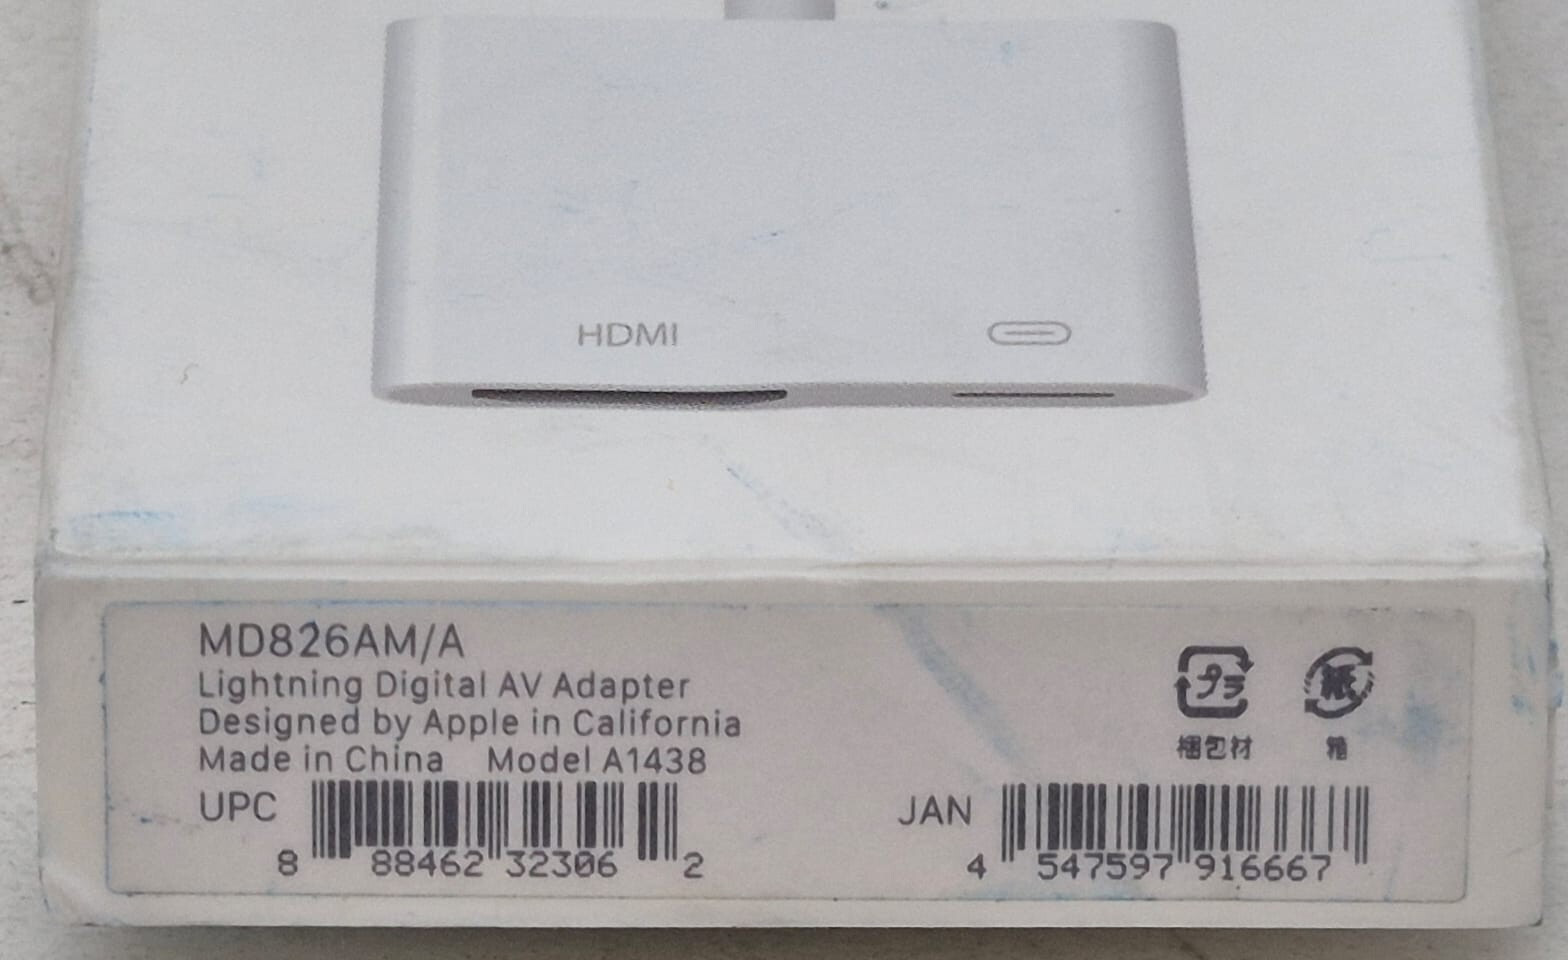 HDMI
MD826AM/A
Lightning Digital AV Adapter
Designed by Apple in California
Made in China Model A1438
UPC
8 88462 32306 2
プラ
梱包材
紙
箱
JAN
4 547597 916667